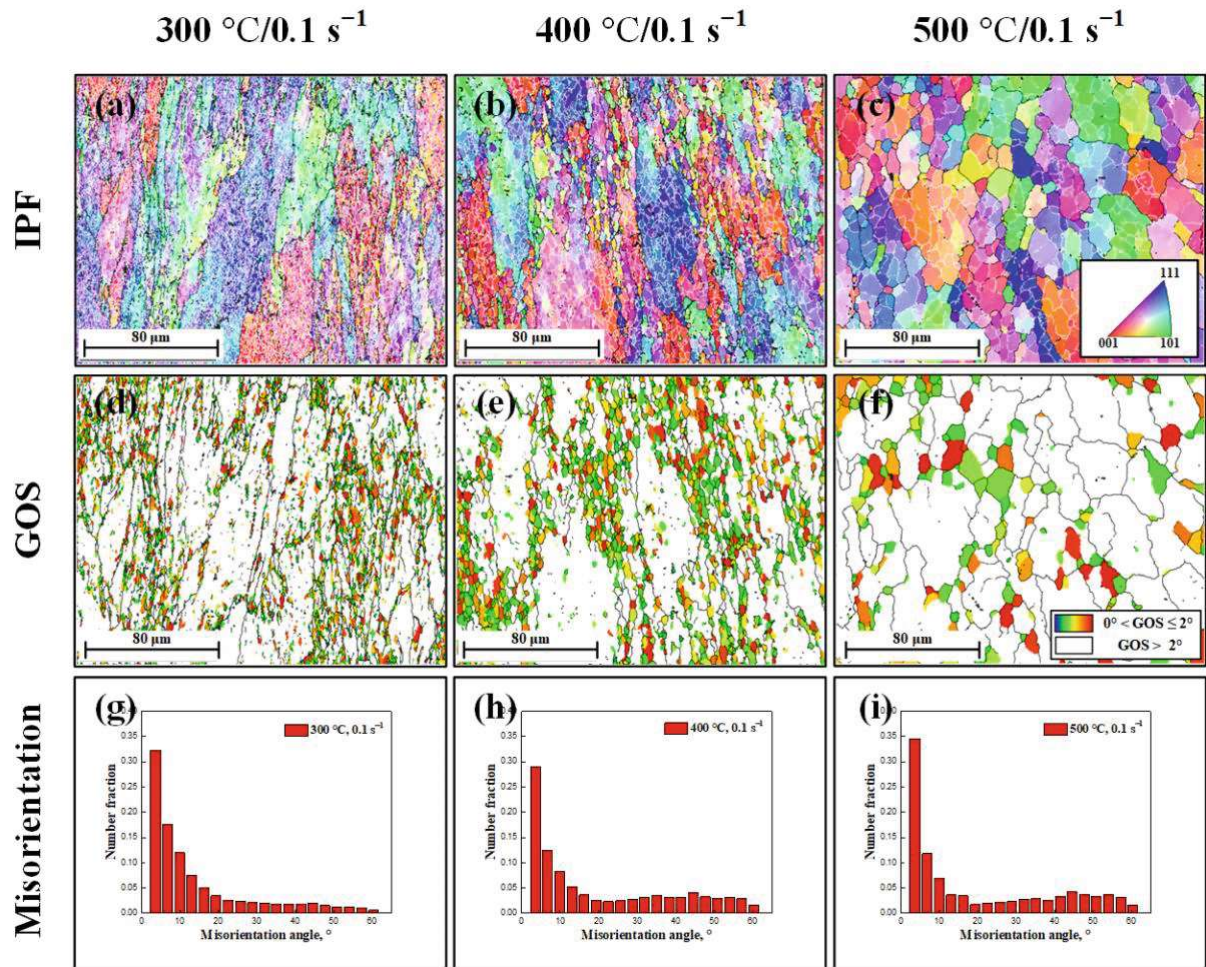 300 °C/0.1 s⁻¹ 400 °C/0.1 s⁻¹ 500 °C/0.1 s⁻¹
IPF
(a) (b) (c)
111
80 μm 80 μm 80 μm 001 101
GOS
(d) (e) (f)
0° < GOS ≤ 2°
80 μm 80 μm 80 μm GOS > 2°
Misorientation
(g) (h) (i)
Number fraction
0.40
0.35
0.30
0.25
0.20
0.15
0.10
0.05
0.00
300 °C, 0.1 s⁻¹
0 10 20 30 40 50 60
Misorientation angle, °
Number fraction
0.40
0.35
0.30
0.25
0.20
0.15
0.10
0.05
0.00
400 °C, 0.1 s⁻¹
0 10 20 30 40 50 60
Misorientation angle, °
Number fraction
0.40
0.35
0.30
0.25
0.20
0.15
0.10
0.05
0.00
500 °C, 0.1 s⁻¹
0 10 20 30 40 50 60
Misorientation angle, °